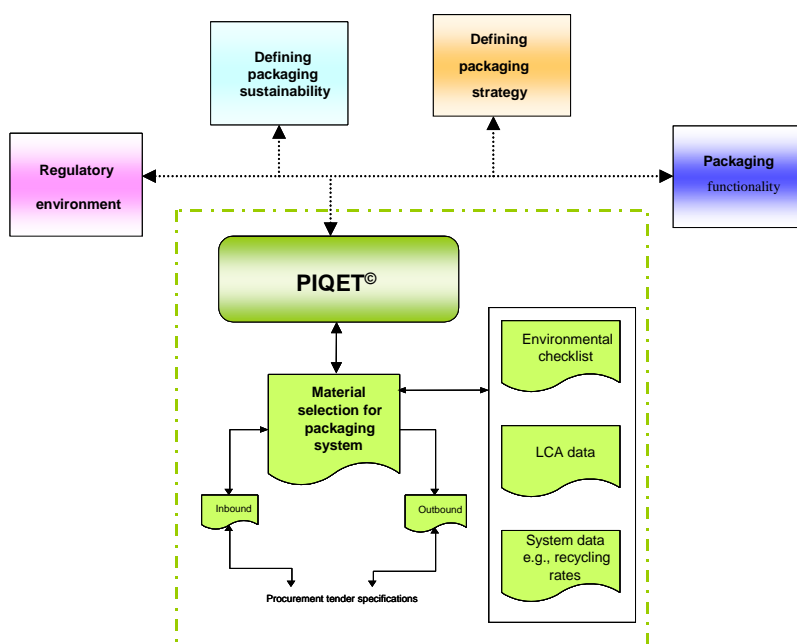 Defining
packaging
sustainability
Defining
packaging
strategy
Regulatory
environment
Packaging
functionality
PIQET©
Material
selection for
packaging
system
Environmental
checklist
LCA data
System data
e.g., recycling
rates
Inbound
Outbound
Procurement tender specifications